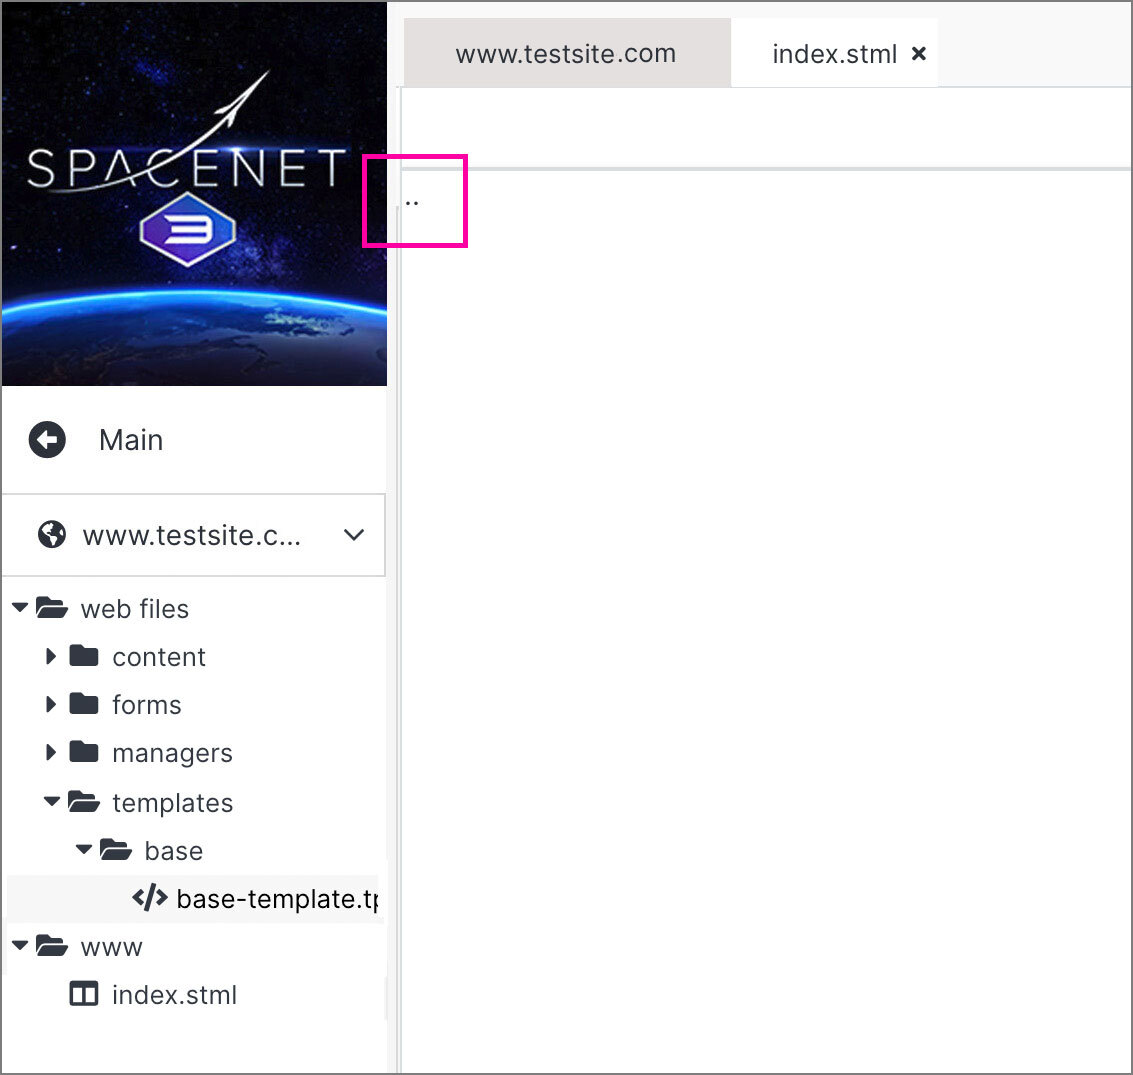 www.testsite.com
index.stml
SPACENET
3
..
Main
www.testsite.c...
web files
content
forms
managers
templates
base
base-template.tp
www
index.stml